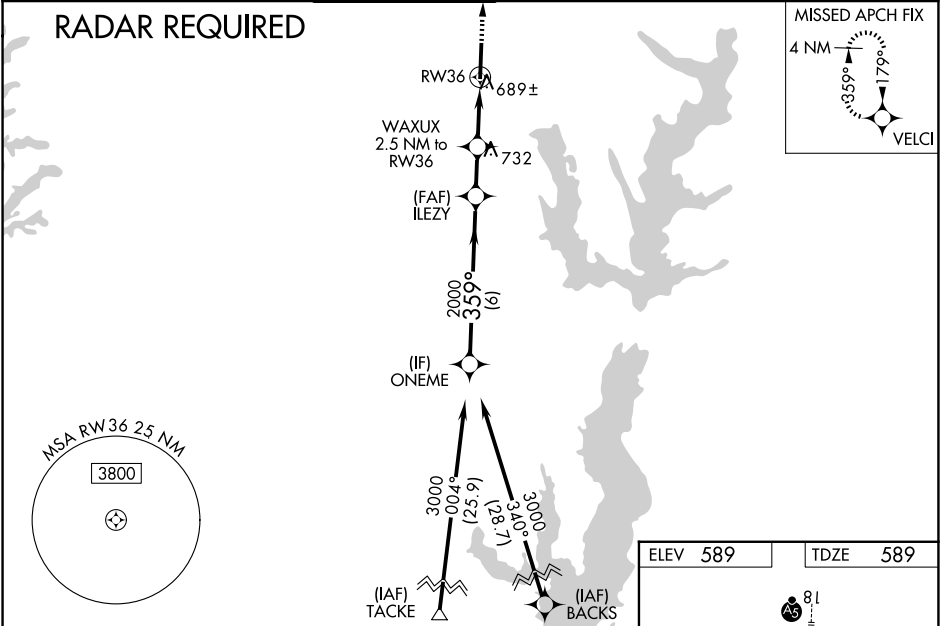 RADAR REQUIRED
MISSED APCH FIX
4 NM
359°
179°
VELCI
RW36
689±
WAXUX
2.5 NM to
RW36
732
(FAF)
ILEZY
2000
359°
(6)
(IF)
ONEME
MSA RW36 25 NM
3800
3000
004°
(25.9)
3000
340°
(28.7)
(IAF)
TACKE
(IAF)
BACKS
ELEV 589
TDZE 589
A5
18